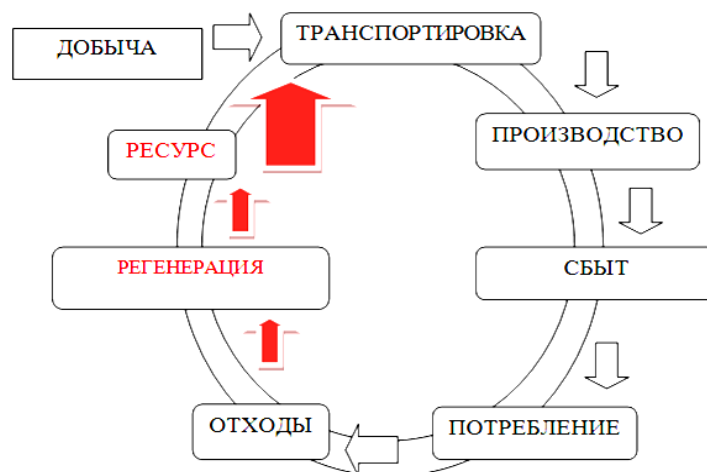 ДОБЫЧА
ТРАНСПОРТИРОВКА
ПРОИЗВОДСТВО
СБЫТ
ПОТРЕБЛЕНИЕ
ОТХОДЫ
РЕГЕНЕРАЦИЯ
РЕСУРС